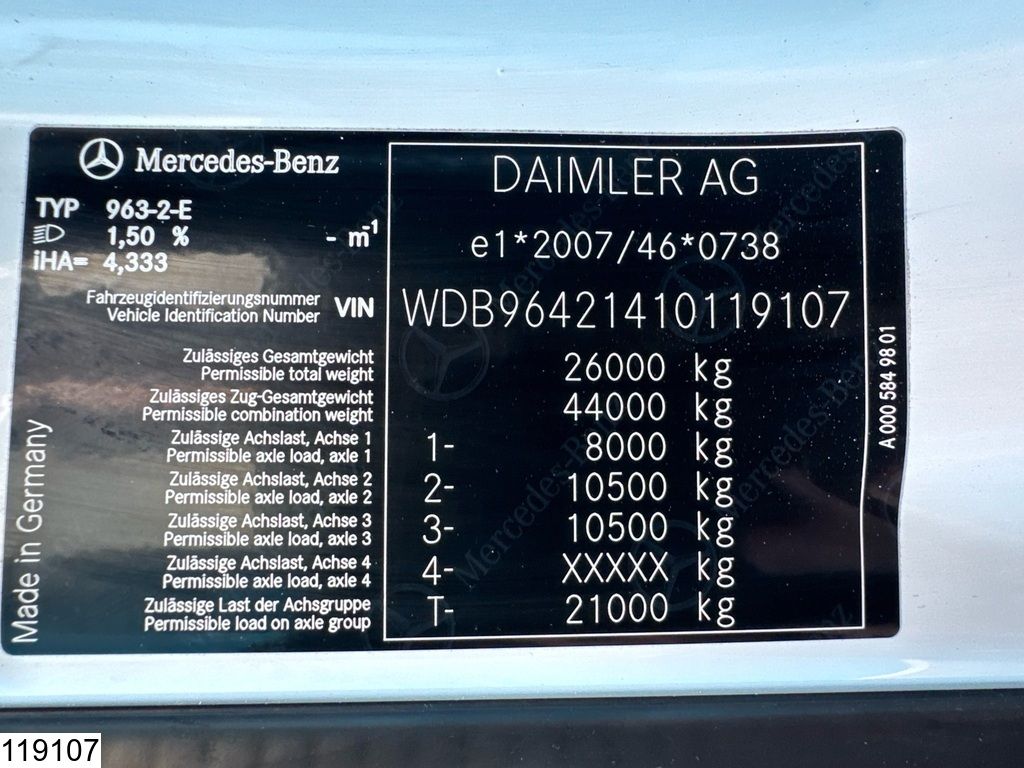 Mercedes-Benz
DAIMLER AG
TYP 963-2-E
1,50 % - m⁻¹
e1*2007/46*0738
iHA= 4,333
Fahrzeugidentifizierungsnummer
Vehicle Identification Number VIN WDB96421410119107
Zulässiges Gesamtgewicht
Permissible total weight 26000 kg
Zulässiges Zug-Gesamtgewicht
Permissible combination weight 44000 kg
Zulässige Achslast, Achse 1
Permissible axle load, axle 1 1- 8000 kg
Zulässige Achslast, Achse 2
Permissible axle load, axle 2 2- 10500 kg
Zulässige Achslast, Achse 3
Permissible axle load, axle 3 3- 10500 kg
Zulässige Achslast, Achse 4
Permissible axle load, axle 4 4- XXXXX kg
Zulässige Last der Achsgruppe
Permissible load on axle group T- 21000 kg
Made in Germany
A 000 584 98 01
119107